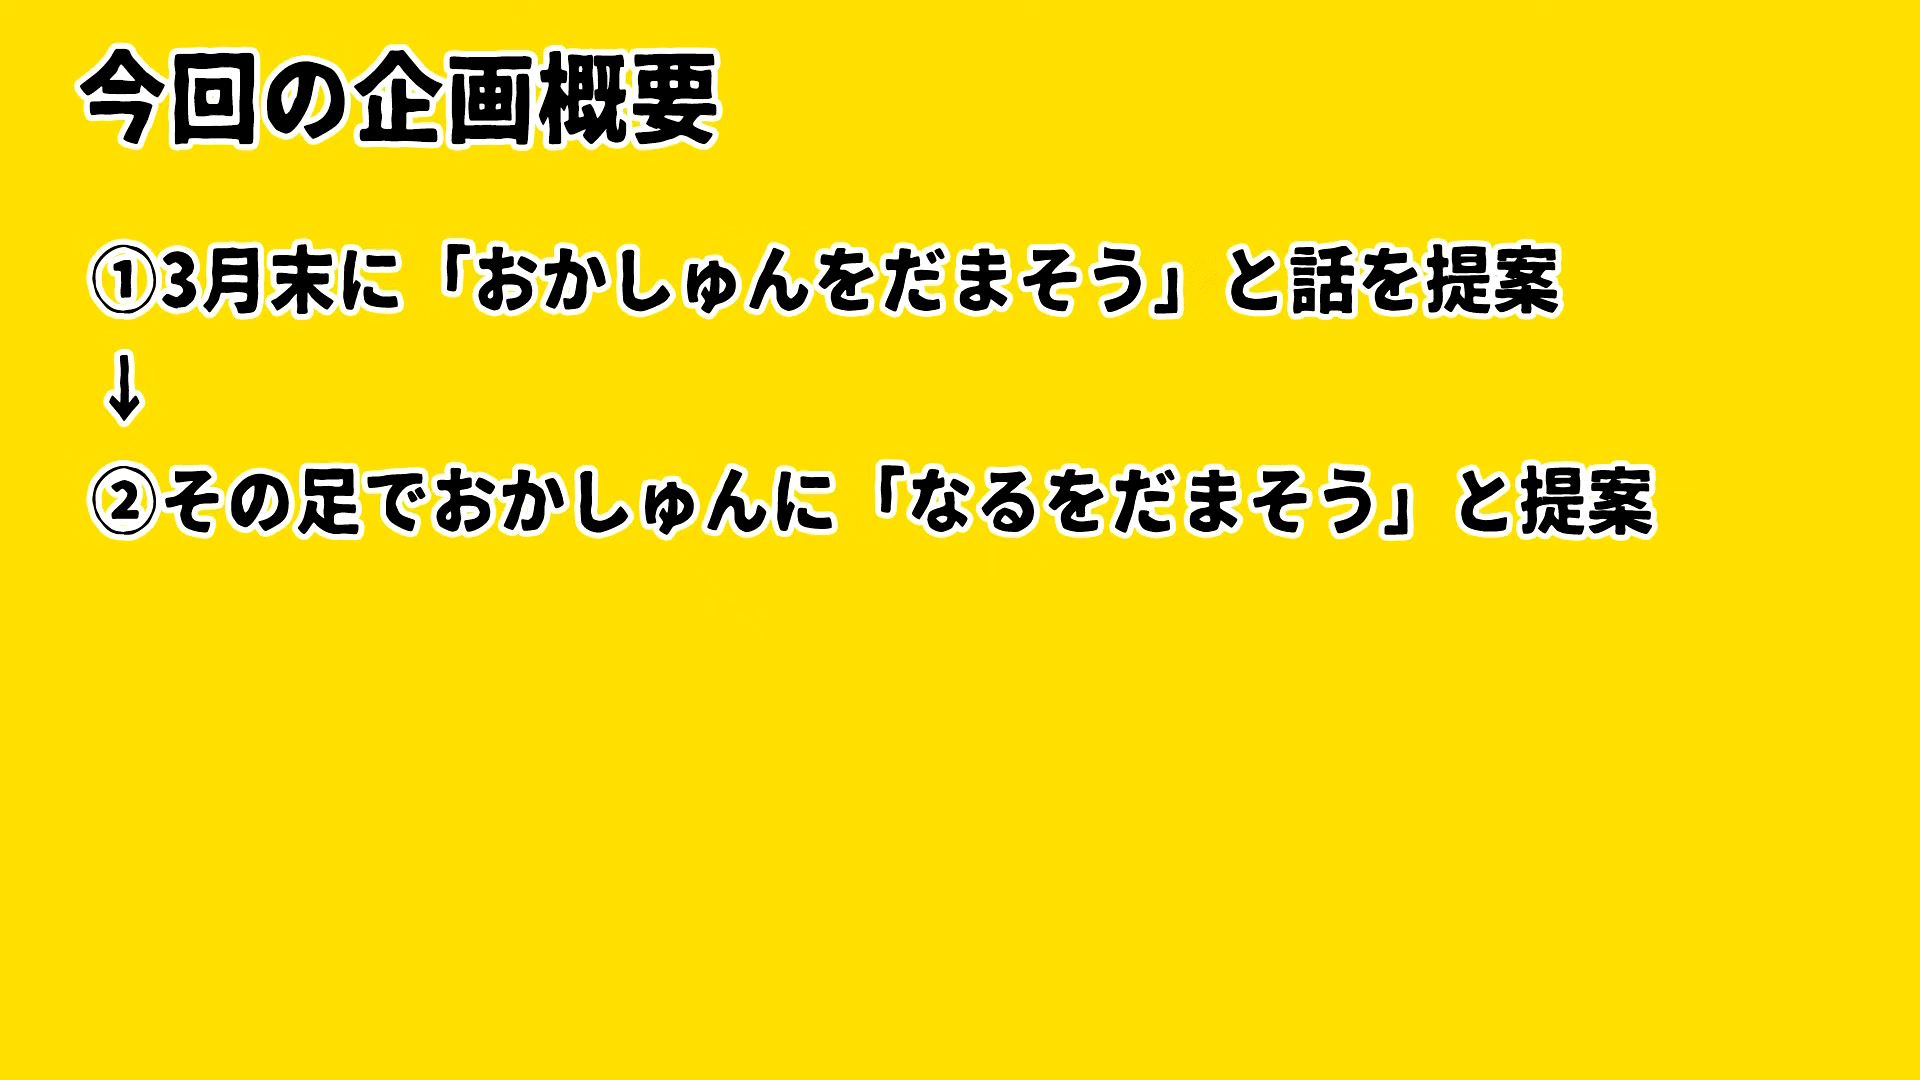 今回の企画概要
①3月末に「おかしゅんをだまそう」と話を提案
↓
②その足でおかしゅんに「なるをだまそう」と提案